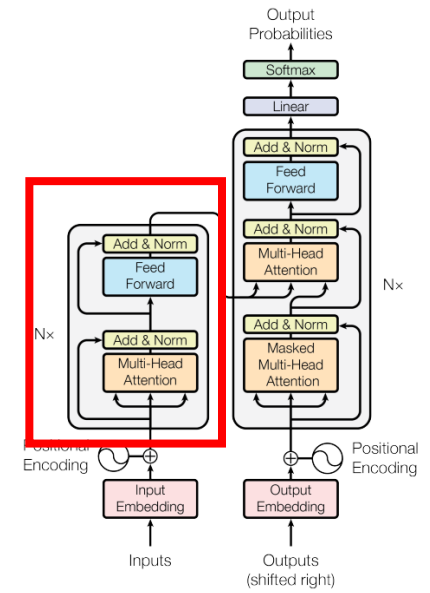 Output
Probabilities
Softmax
Linear
Add & Norm
Feed
Forward
Add & Norm
Multi-Head
Attention
Add & Norm
Masked
Multi-Head
Attention
N×
Add & Norm
Feed
Forward
Add & Norm
Multi-Head
Attention
N×
Positional
Encoding
Positional
Encoding
Input
Embedding
Output
Embedding
Inputs
Outputs
(shifted right)